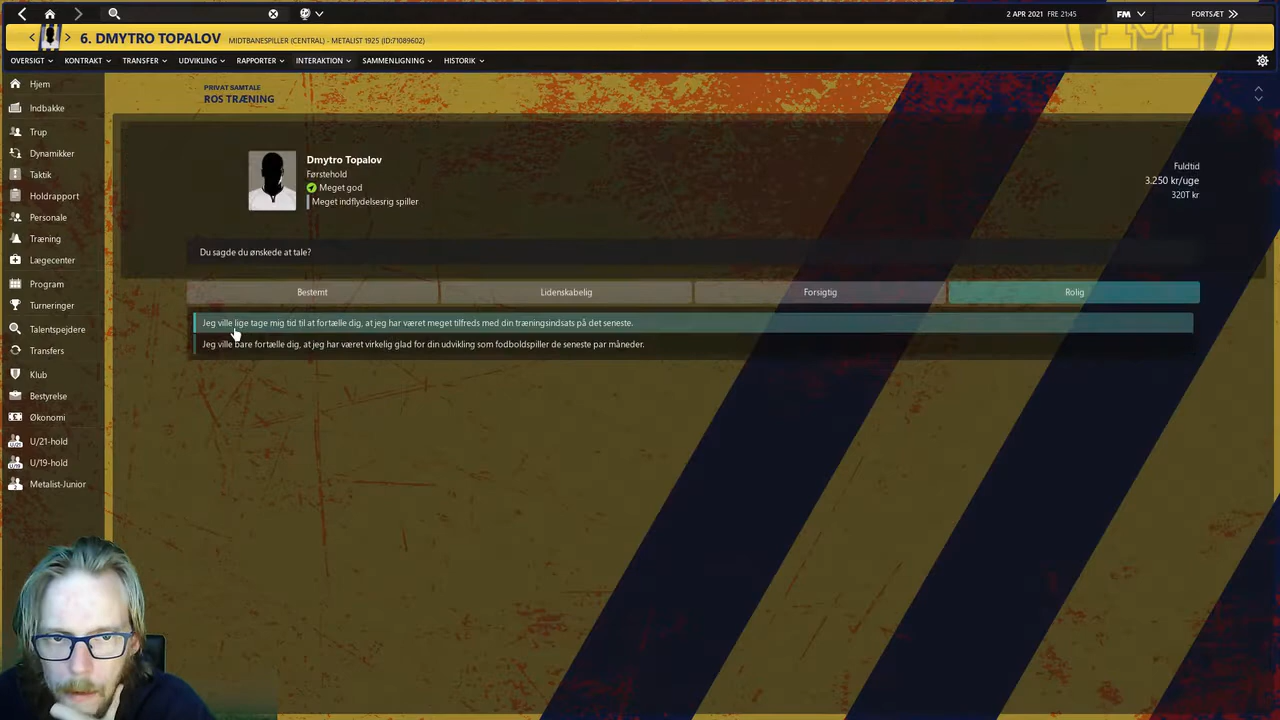 2 APR 2021 FRE 21:45
FM
FORTSÆT
6. DMYTRO TOPALOV
MIDTBANESPILLER (CENTRAL) - METALIST 1925 (ID:71089602)
OVERSIGT
KONTRAKT
TRANSFER
UDVIKLING
RAPPORTER
INTERAKTION
SAMMENLIGNING
HISTORIK
Hjem
Indbakke
Trup
Dynamikker
Taktik
Holdrapport
Personale
Træning
Lægecenter
Program
Turneringer
Talentspejdere
Transfers
Klub
Bestyrelse
Økonomi
U/21-hold
U/19-hold
Metalist-Junior
PRIVAT SAMTALE
ROS TRÆNING
Dmytro Topalov
Førstehold
Meget god
Meget indflydelsesrig spiller
Fuldtid
3.250 kr/uge
320T kr
Du sagde du ønskede at tale?
Bestemt
Lidenskabelig
Forsigtig
Rolig
Jeg ville lige tage mig tid til at fortælle dig, at jeg har været meget tilfreds med din træningsindsats på det seneste.
Jeg ville bare fortælle dig, at jeg har været virkelig glad for din udvikling som fodboldspiller de seneste par måneder.